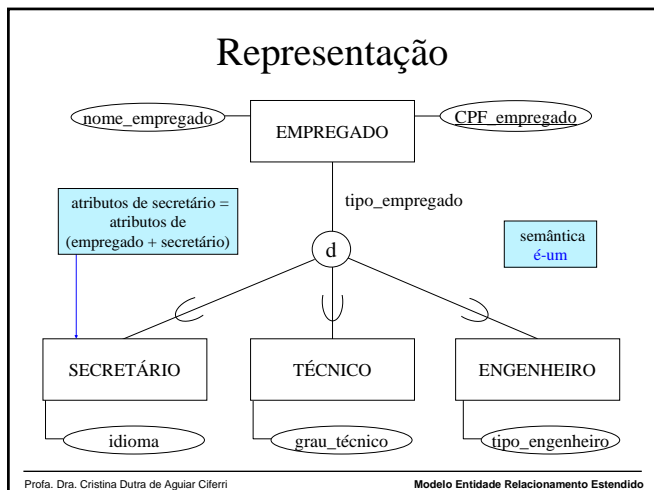 Representação
nome_empregado
EMPREGADO
CPF_empregado
tipo_empregado
atributos de secretário =
atributos de
(empregado + secretário)
d
semântica
é-um
SECRETÁRIO
TÉCNICO
ENGENHEIRO
idioma
grau_técnico
tipo_engenheiro
Profa. Dra. Cristina Dutra de Aguiar Ciferri
Modelo Entidade Relacionamento Estendido